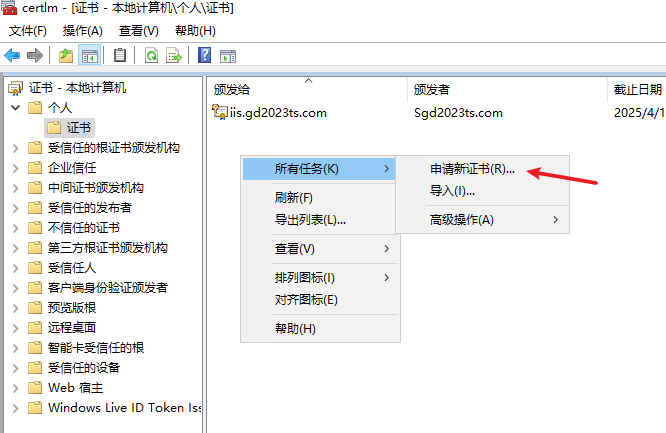 certlm - [证书 - 本地计算机\个人\证书]
文件(F) 操作(A) 查看(V) 帮助(H)
证书 - 本地计算机
个人
证书
受信任的根证书颁发机构
企业信任
中间证书颁发机构
受信任的发布者
不信任的证书
第三方根证书颁发机构
受信任人
客户端身份验证颁发者
预览版根
远程桌面
智能卡受信任的根
受信任的设备
Web 宿主
Windows Live ID Token Iss
颁发给 颁发者 截止日期
iis.gd2023ts.com Sgd2023ts.com 2025/4/1
所有任务(K)
刷新(F)
导出列表(L)...
查看(V)
排列图标(I)
对齐图标(E)
帮助(H)
申请新证书(R)...
导入(I)...
高级操作(A)